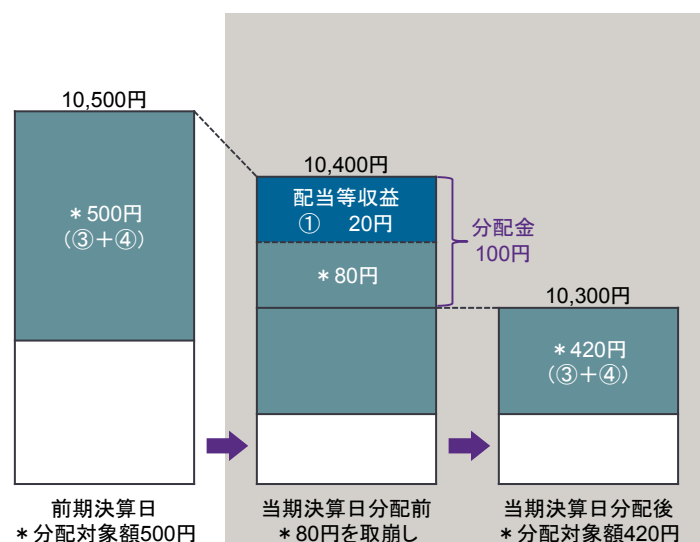 10,500円
＊500円
（③＋④）
前期決算日
＊分配対象額500円
10,400円
配当等収益
① 20円
＊80円
分配金
100円
当期決算日分配前
＊80円を取崩し
10,300円
＊420円
（③＋④）
当期決算日分配後
＊分配対象額420円